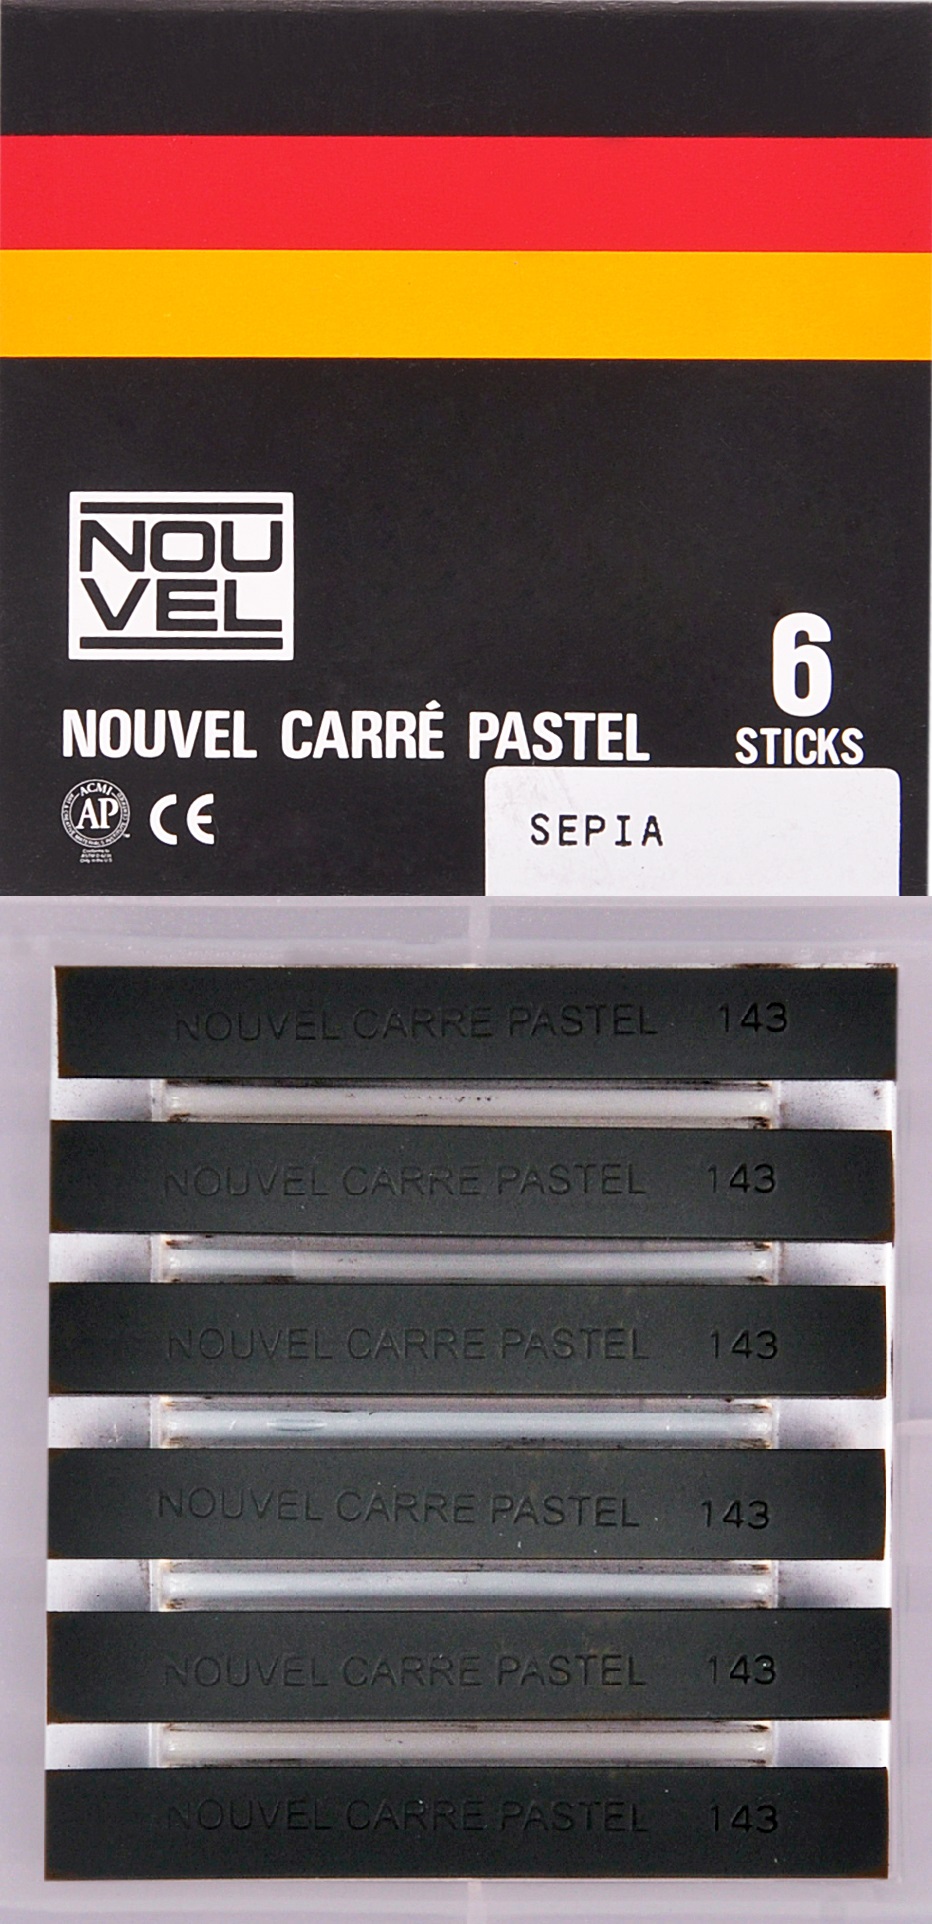 NOU
VEL
6
STICKS
NOUVEL CARRÉ PASTEL
ACMI
AP
CE
SEPIA
NOUVEL CARRE PASTEL 143
NOUVEL CARRE PASTEL 143
NOUVEL CARRE PASTEL 143
NOUVEL CARRE PASTEL 143
NOUVEL CARRE PASTEL 143
NOUVEL CARRE PASTEL 143